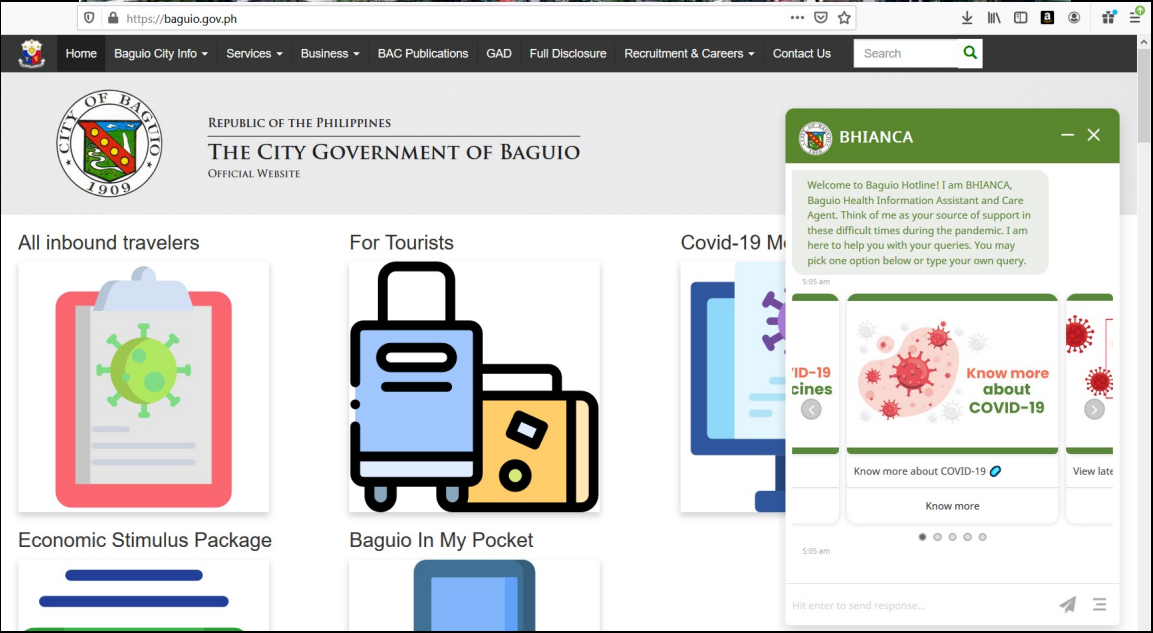 https://baguio.gov.ph
Home Baguio City Info Services Business BAC Publications GAD Full Disclosure Recruitment & Careers Contact Us Search
CITY OF BAGUIO
1909
REPUBLIC OF THE PHILIPPINES
THE CITY GOVERNMENT OF BAGUIO
OFFICIAL WEBSITE
All inbound travelers
For Tourists
Covid-19 M
Economic Stimulus Package
Baguio In My Pocket
BHIANCA
Welcome to Baguio Hotline! I am BHIANCA,
Baguio Health Information Assistant and Care
Agent. Think of me as your source of support in
these difficult times during the pandemic. I am
here to help you with your queries. You may
pick one option below or type your own query.
5:05 am
ID-19
cines
Know more
about
COVID-19
Know more about COVID-19
View late
Know more
5:05 am
Hit enter to send response...